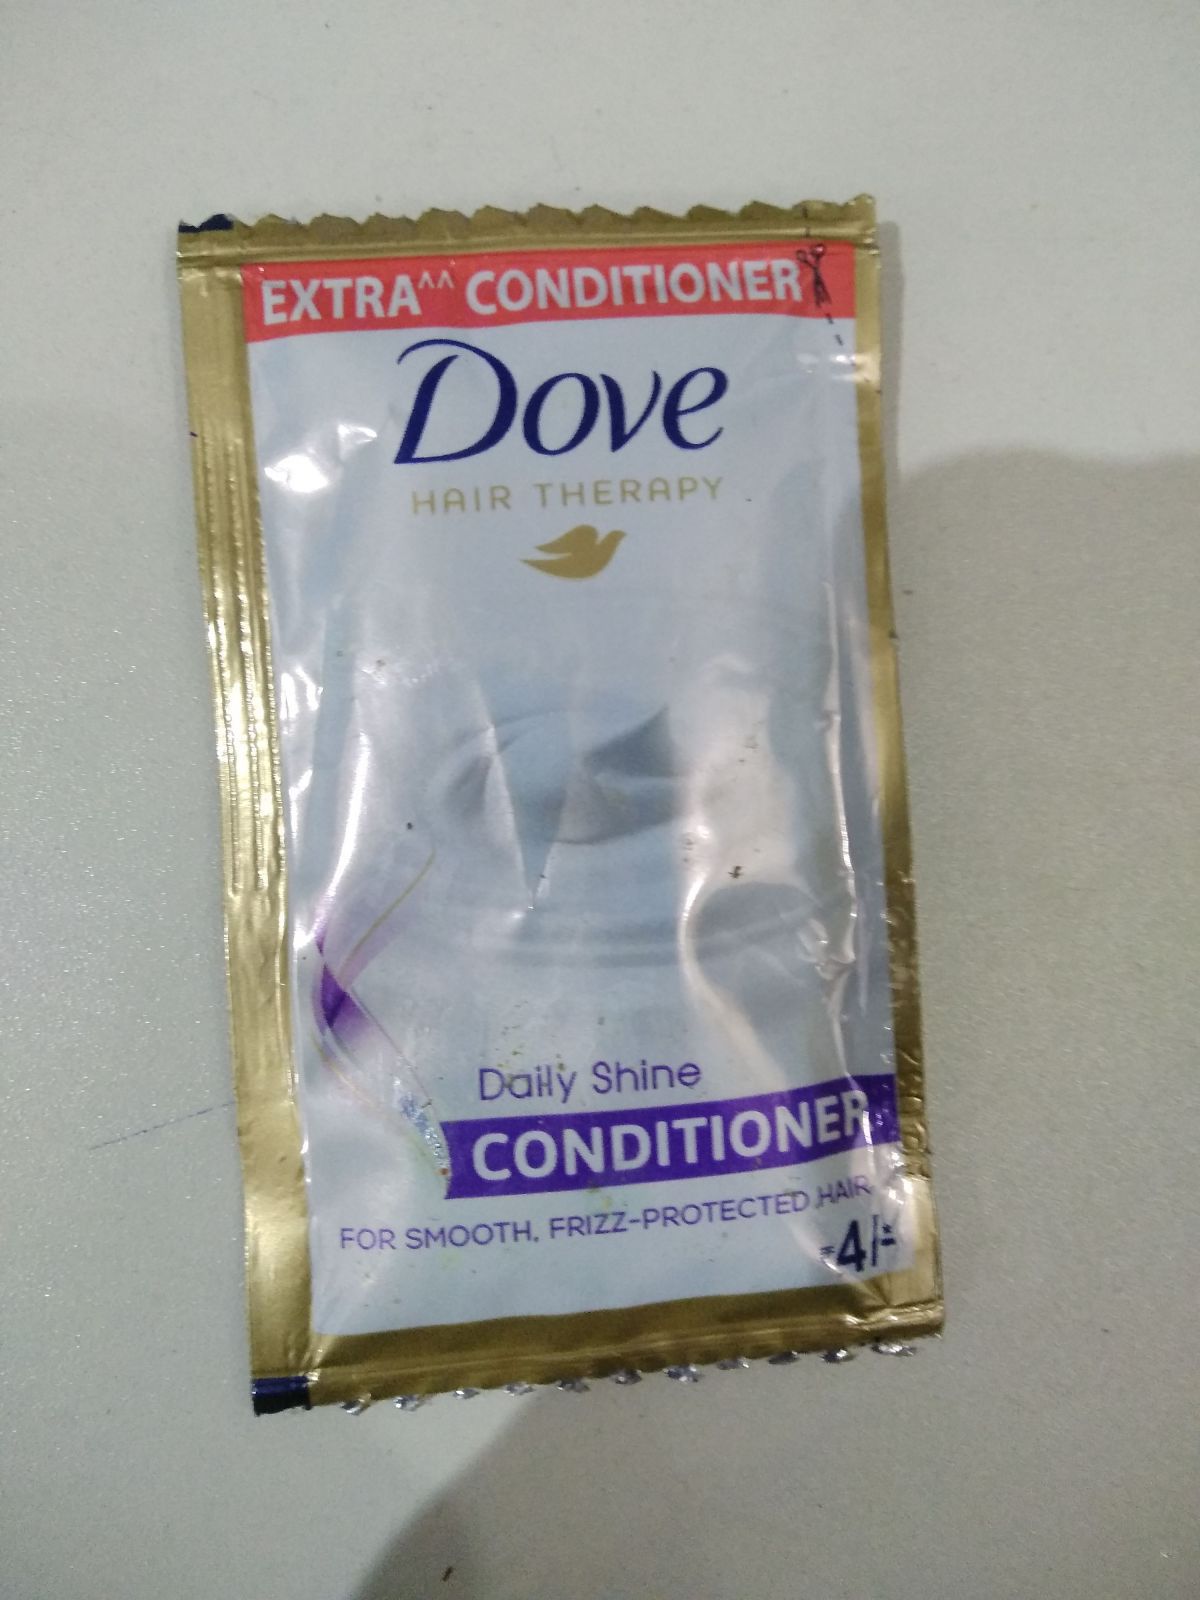 EXTRA^^ CONDITIONER
Dove
HAIR THERAPY
Daily Shine
CONDITIONER
FOR SMOOTH, FRIZZ-PROTECTED HAIR
4/-*